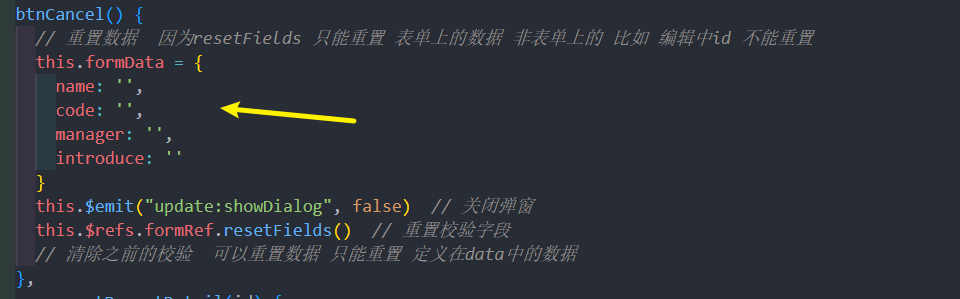 btnCancel() {
// 重置数据 因为resetFields 只能重置 表单上的数据 非表单上的 比如 编辑中id 不能重置
this.formData = {
name: '',
code: '',
manager: '',
introduce: ''
}
this.$emit("update:showDialog", false) // 关闭弹窗
this.$refs.formRef.resetFields() // 重置校验字段
// 清除之前的校验 可以重置数据 只能重置 定义在data中的数据
},